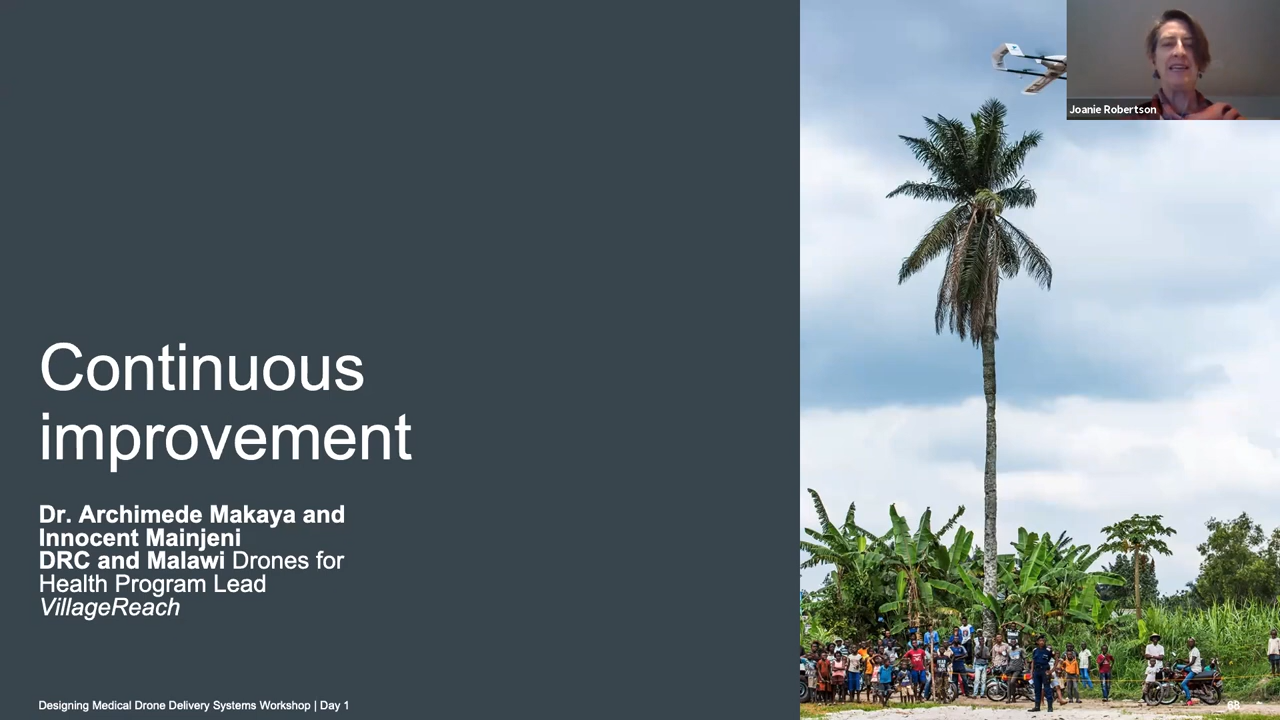 Joanie Robertson
Continuous
improvement
Dr. Archimede Makaya and
Innocent Mainjeni
DRC and Malawi Drones for
Health Program Lead
VillageReach
Designing Medical Drone Delivery Systems Workshop | Day 1
68